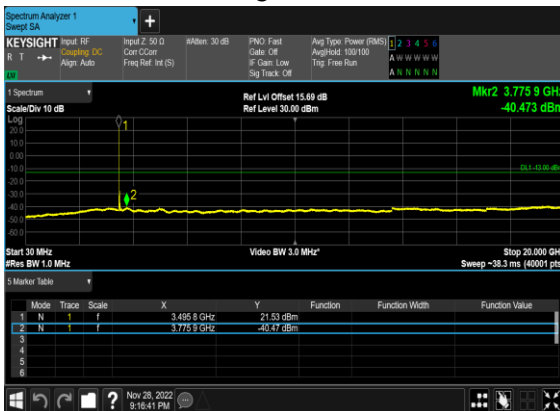 Spectrum Analyzer 1
Swept SA
KEYSIGHT Input: RF Input Z: 50 Ω #Atten: 30 dB PNO: Fast Avg Type: Power (RMS) 1 2 3 4 5 6
R T Coupling: DC Corr CCorr Gate: Off Avg|Hold: 100/100 A W W W W W
Align: Auto Freq Ref: Int (S) IF Gain: Low Trig: Free Run
Sig Track: Off A N N N N N
1 Spectrum Ref Lvl Offset 15.69 dB Mkr2 3.775 9 GHz
Scale/Div 10 dB Ref Level 30.00 dBm -40.473 dBm
Log
1
20.0
10.0
0.00
-10.0 DL1 -13.00 dBm
-20.0
-30.0
2
-40.0
-50.0
-60.0
Start 30 MHz Video BW 3.0 MHz* Stop 20.000 GHz
#Res BW 1.0 MHz Sweep ~38.3 ms (40001 pts)
5 Marker Table
Mode Trace Scale X Y Function Function Width Function Value
1 N 1 f 3.495 8 GHz 21.53 dBm
2 N 1 f 3.775 9 GHz -40.47 dBm
3
4
5
6
? Nov 28, 2022
9:16:41 PM